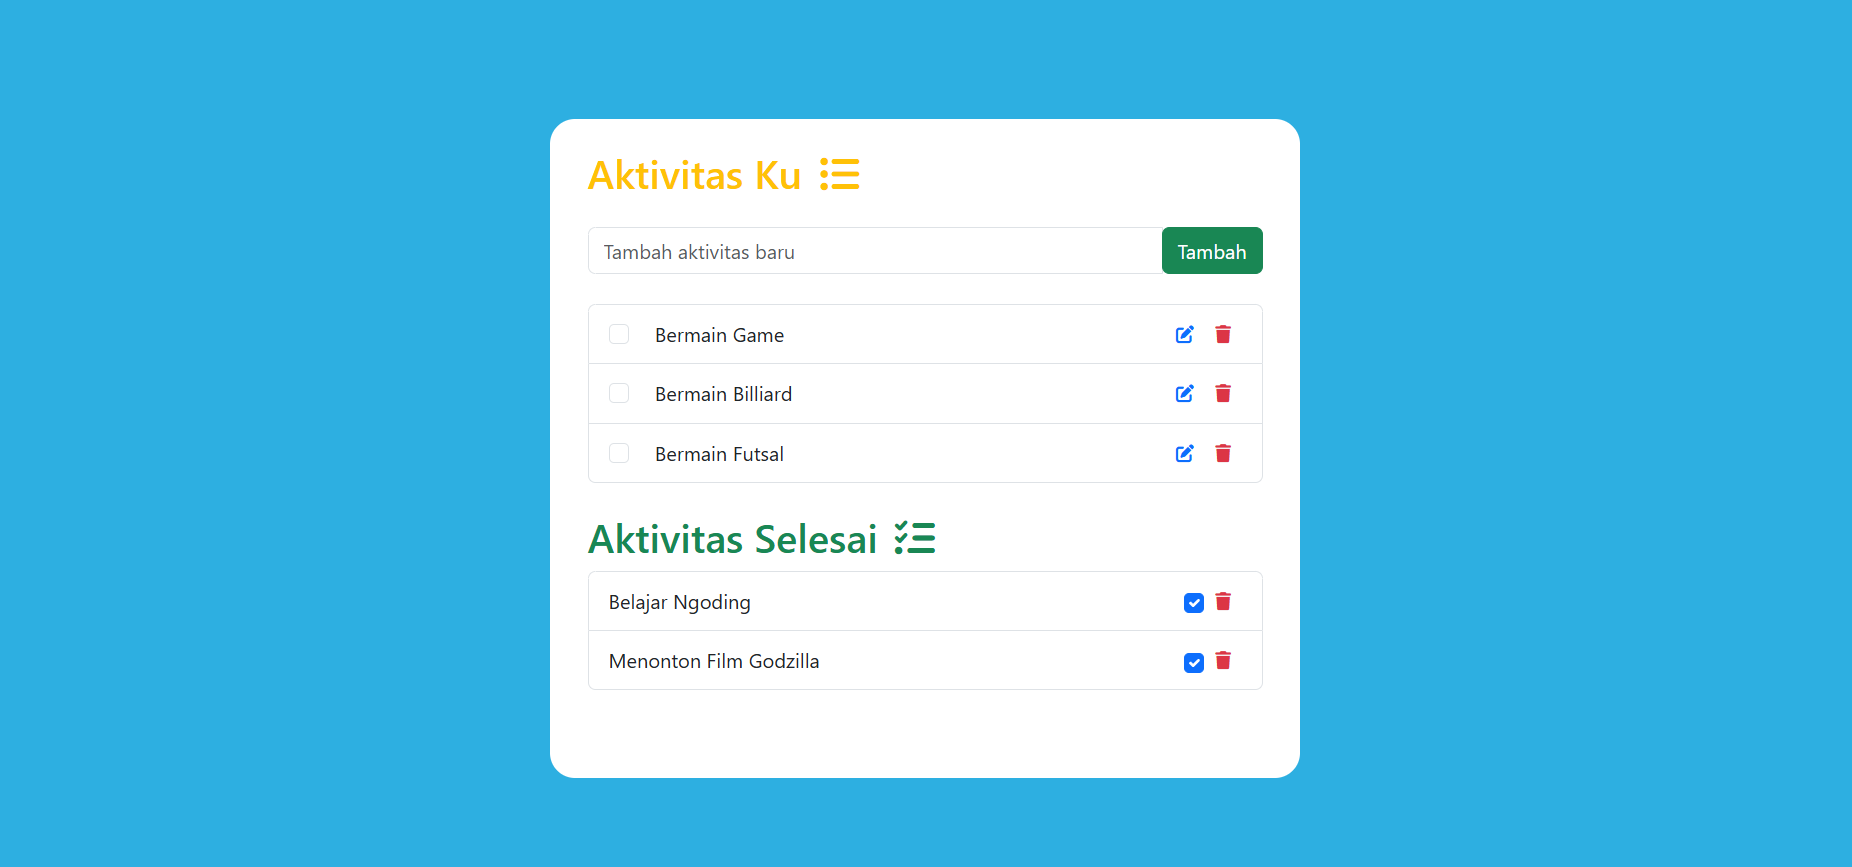 Aktivitas Ku
Tambah aktivitas baru
Tambah
Bermain Game
Bermain Billiard
Bermain Futsal
Aktivitas Selesai
Belajar Ngoding
Menonton Film Godzilla